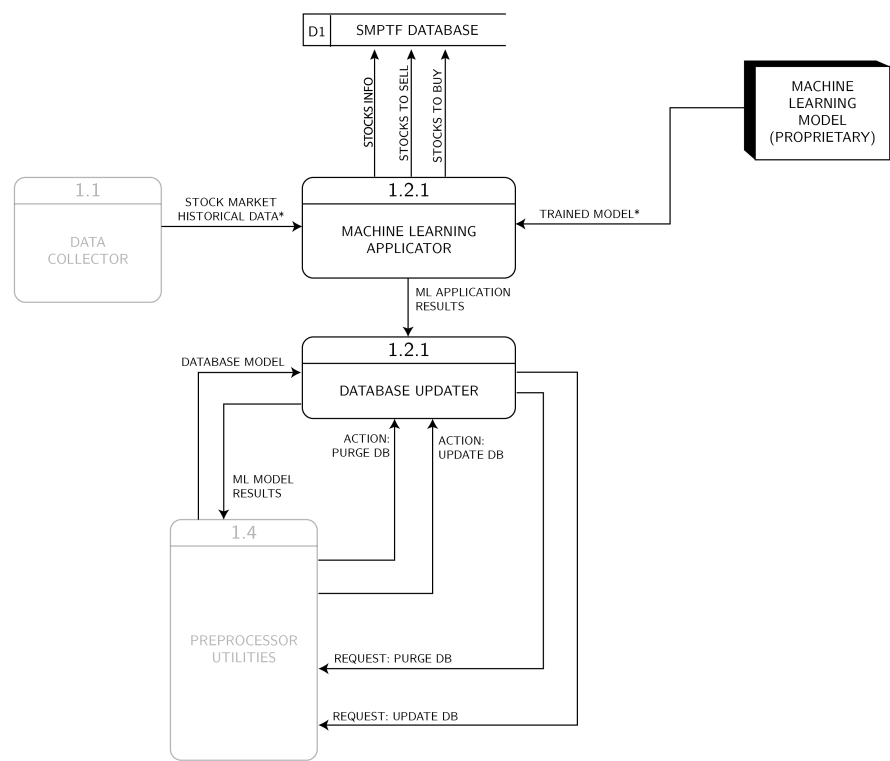 D1 SMPTF DATABASE
STOCKS INFO
STOCKS TO SELL
STOCKS TO BUY
MACHINE
LEARNING
MODEL
(PROPRIETARY)
1.1
DATA
COLLECTOR
STOCK MARKET
HISTORICAL DATA*
1.2.1
MACHINE LEARNING
APPLICATOR
TRAINED MODEL*
ML APPLICATION
RESULTS
1.2.1
DATABASE UPDATER
DATABASE MODEL
ML MODEL
RESULTS
ACTION:
PURGE DB
ACTION:
UPDATE DB
1.4
PREPROCESSOR
UTILITIES
REQUEST: PURGE DB
REQUEST: UPDATE DB